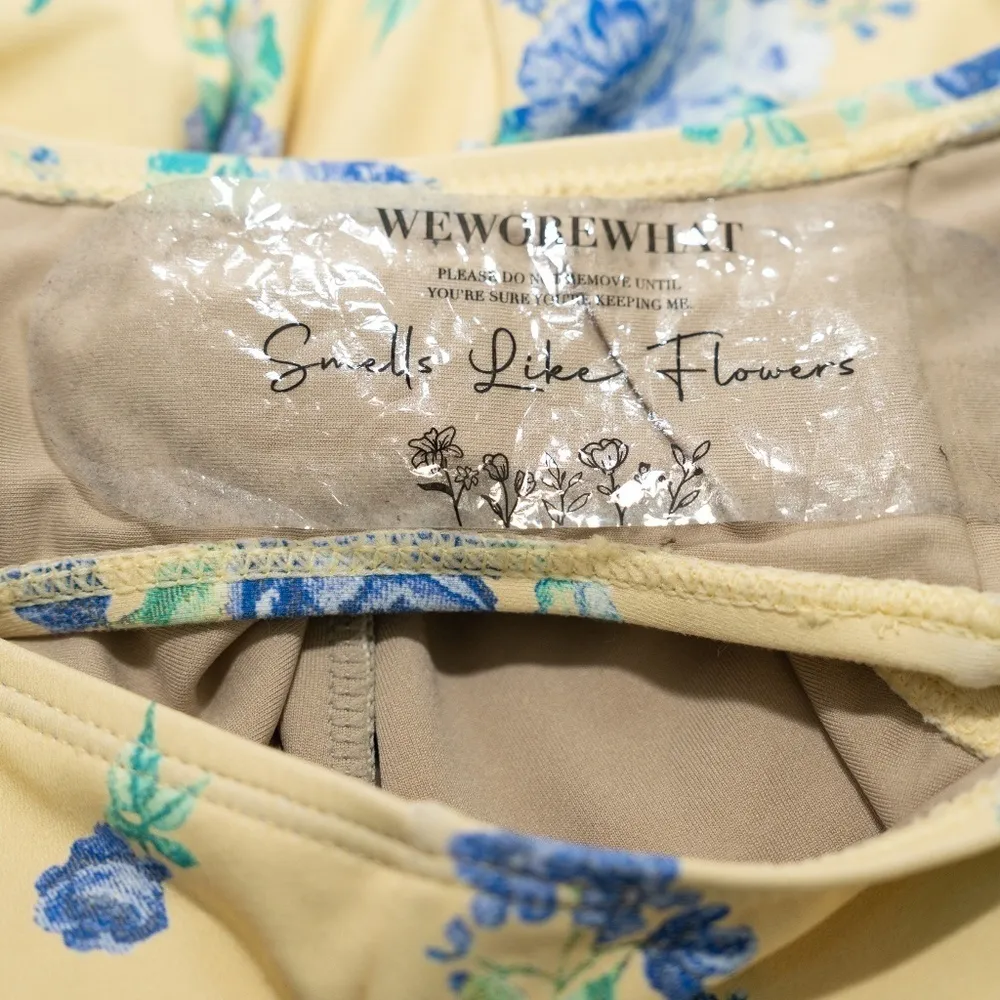 WEWOREWHAT
PLEASE DO NOT REMOVE UNTIL
YOU'RE SURE YOU'RE KEEPING ME.
Smells Like Flowers